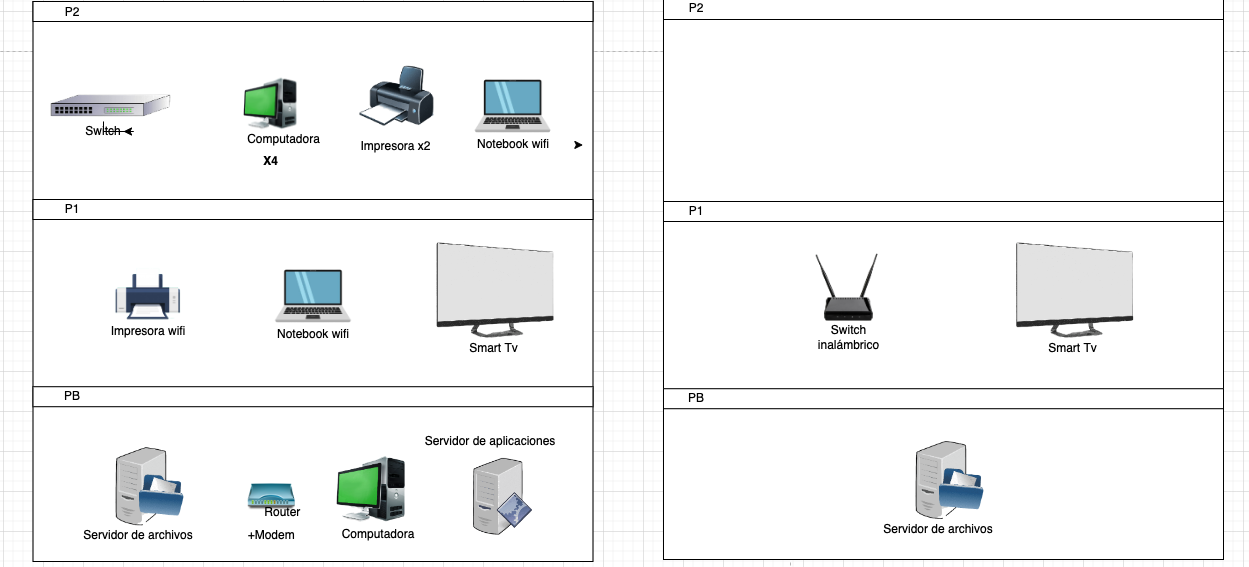 P2
Switch
Computadora
X4
Impresora x2
Notebook wifi
P1
Impresora wifi
Notebook wifi
Smart Tv
PB
Servidor de aplicaciones
Servidor de archivos
Router
+Modem
Computadora
P2
P1
Switch
inalámbrico
Smart Tv
PB
Servidor de archivos